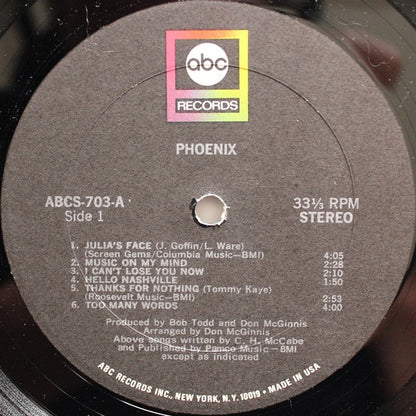 abc
RECORDS
PHOENIX
ABCS-703-A
Side 1
33⅓ RPM
STEREO
1. JULIA'S FACE (J. Goffin/L. Ware)
(Screen Gems/Columbia Music—BMI) 4:05
2. MUSIC ON MY MIND 2:28
3. I CAN'T LOSE YOU NOW 2:10
4. HELLO NASHVILLE 1:50
5. THANKS FOR NOTHING (Tommy Kaye)
(Roosevelt Music—BMI) 2:53
6. TOO MANY WORDS 4:00
Produced by Bob Todd and Don McGinnis
Arranged by Don McGinnis
Above songs written by C. H. McCabe
and Published by Pamco Music—BMI
except as indicated
ABC RECORDS INC., NEW YORK, N.Y. 10019 • MADE IN USA